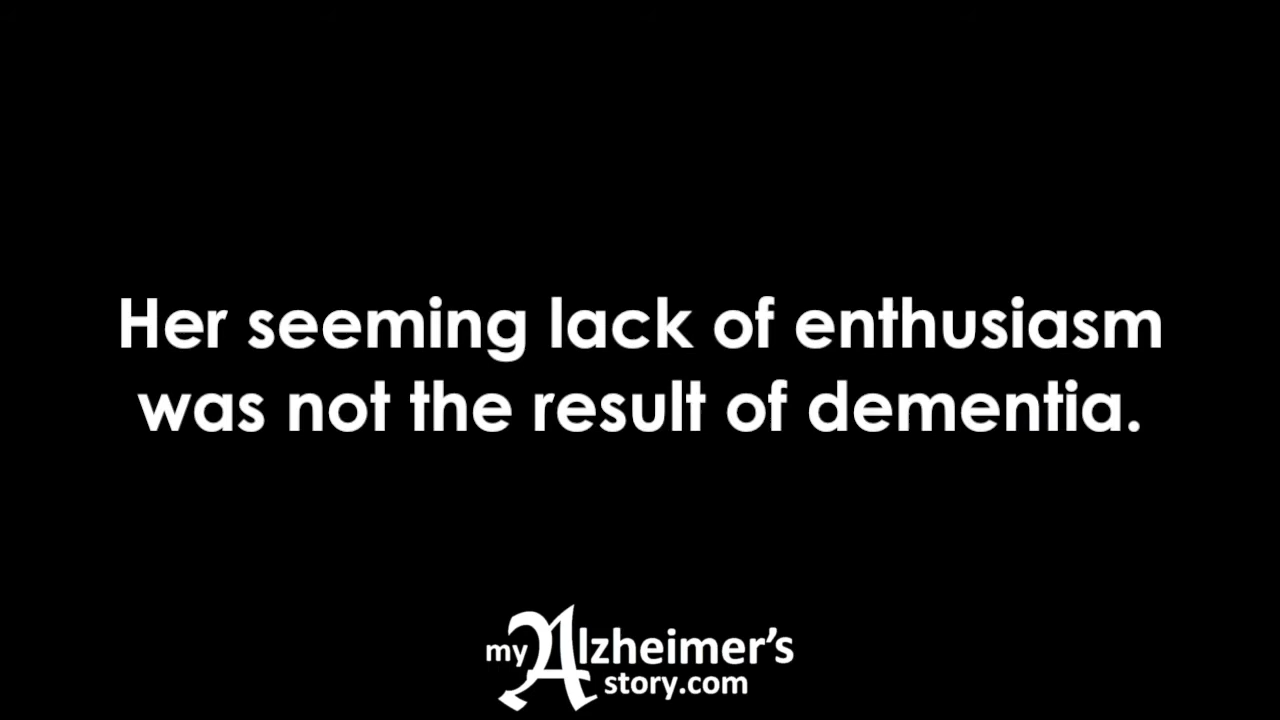 Her seeming lack of enthusiasm
was not the result of dementia.
my Alzheimer's
story.com